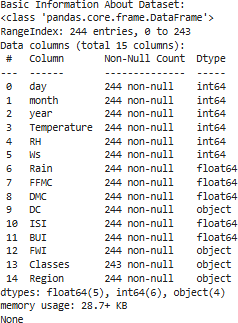 Basic Information About Dataset:
<class 'pandas.core.frame.DataFrame'>
RangeIndex: 244 entries, 0 to 243
Data columns (total 15 columns):
 #   Column       Non-Null Count  Dtype
---  ------       --------------  -----
 0   day          244 non-null    int64
 1   month        244 non-null    int64
 2   year         244 non-null    int64
 3   Temperature  244 non-null    int64
 4   RH           244 non-null    int64
 5   Ws           244 non-null    int64
 6   Rain         244 non-null    float64
 7   FFMC         244 non-null    float64
 8   DMC          244 non-null    float64
 9   DC           244 non-null    object
 10  ISI          244 non-null    float64
 11  BUI          244 non-null    float64
 12  FWI          244 non-null    object
 13  Classes      243 non-null    object
 14  Region       244 non-null    object
dtypes: float64(5), int64(6), object(4)
memory usage: 28.7+ KB
None